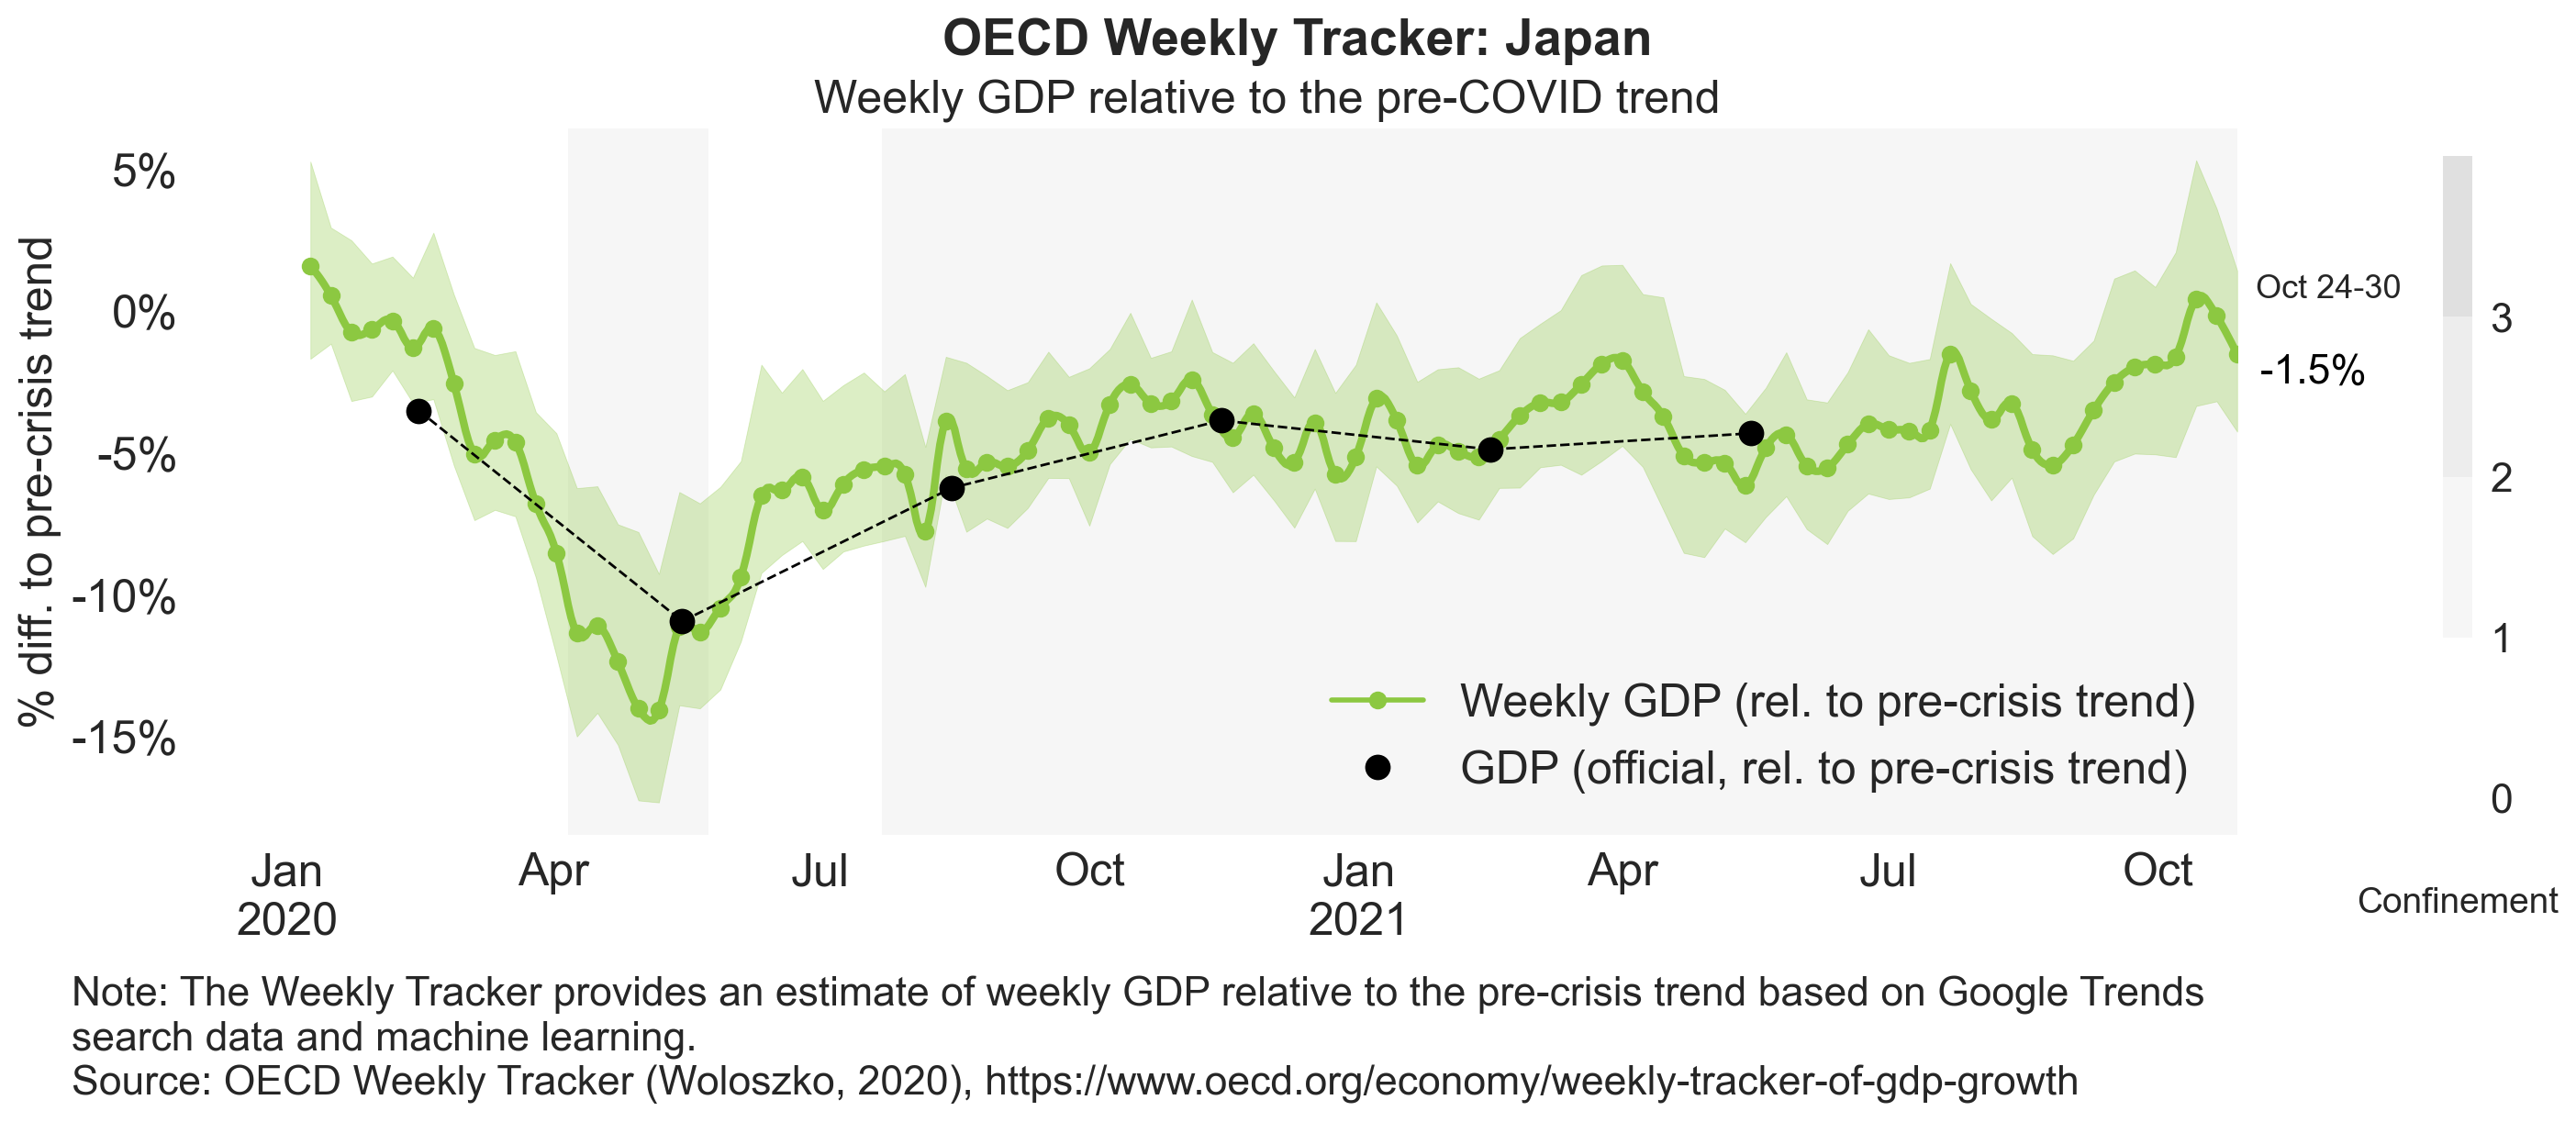 OECD Weekly Tracker: Japan
Weekly GDP relative to the pre-COVID trend
% diff. to pre-crisis trend
5%
0%
-5%
-10%
-15%
Oct 24-30
-1.5%
3
2
1
0
Confinement
Weekly GDP (rel. to pre-crisis trend)
GDP (official, rel. to pre-crisis trend)
Jan Apr Jul Oct Jan Apr Jul Oct
2020 2021
Note: The Weekly Tracker provides an estimate of weekly GDP relative to the pre-crisis trend based on Google Trends
search data and machine learning.
Source: OECD Weekly Tracker (Woloszko, 2020), https://www.oecd.org/economy/weekly-tracker-of-gdp-growth